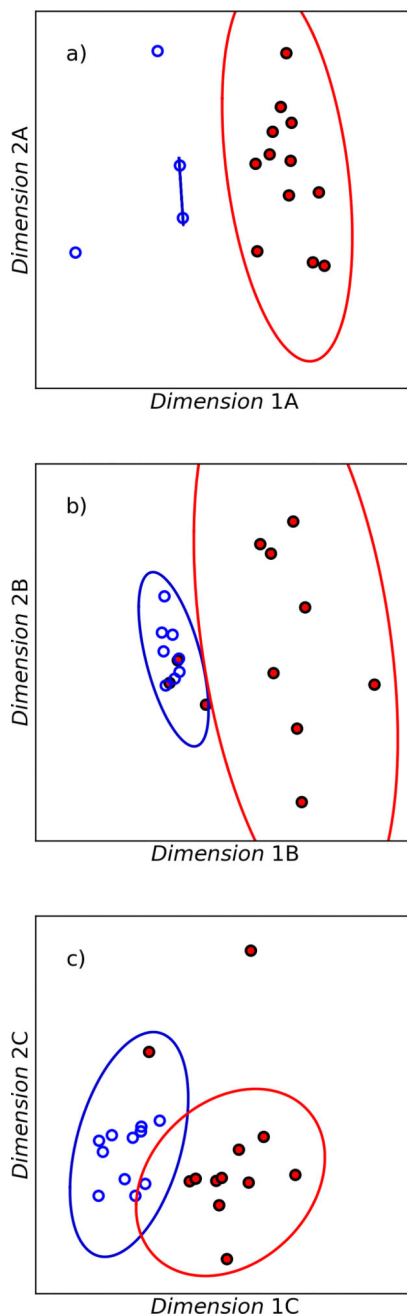 a)
Dimension 2A
Dimension 1A
b)
Dimension 2B
Dimension 1B
c)
Dimension 2C
Dimension 1C